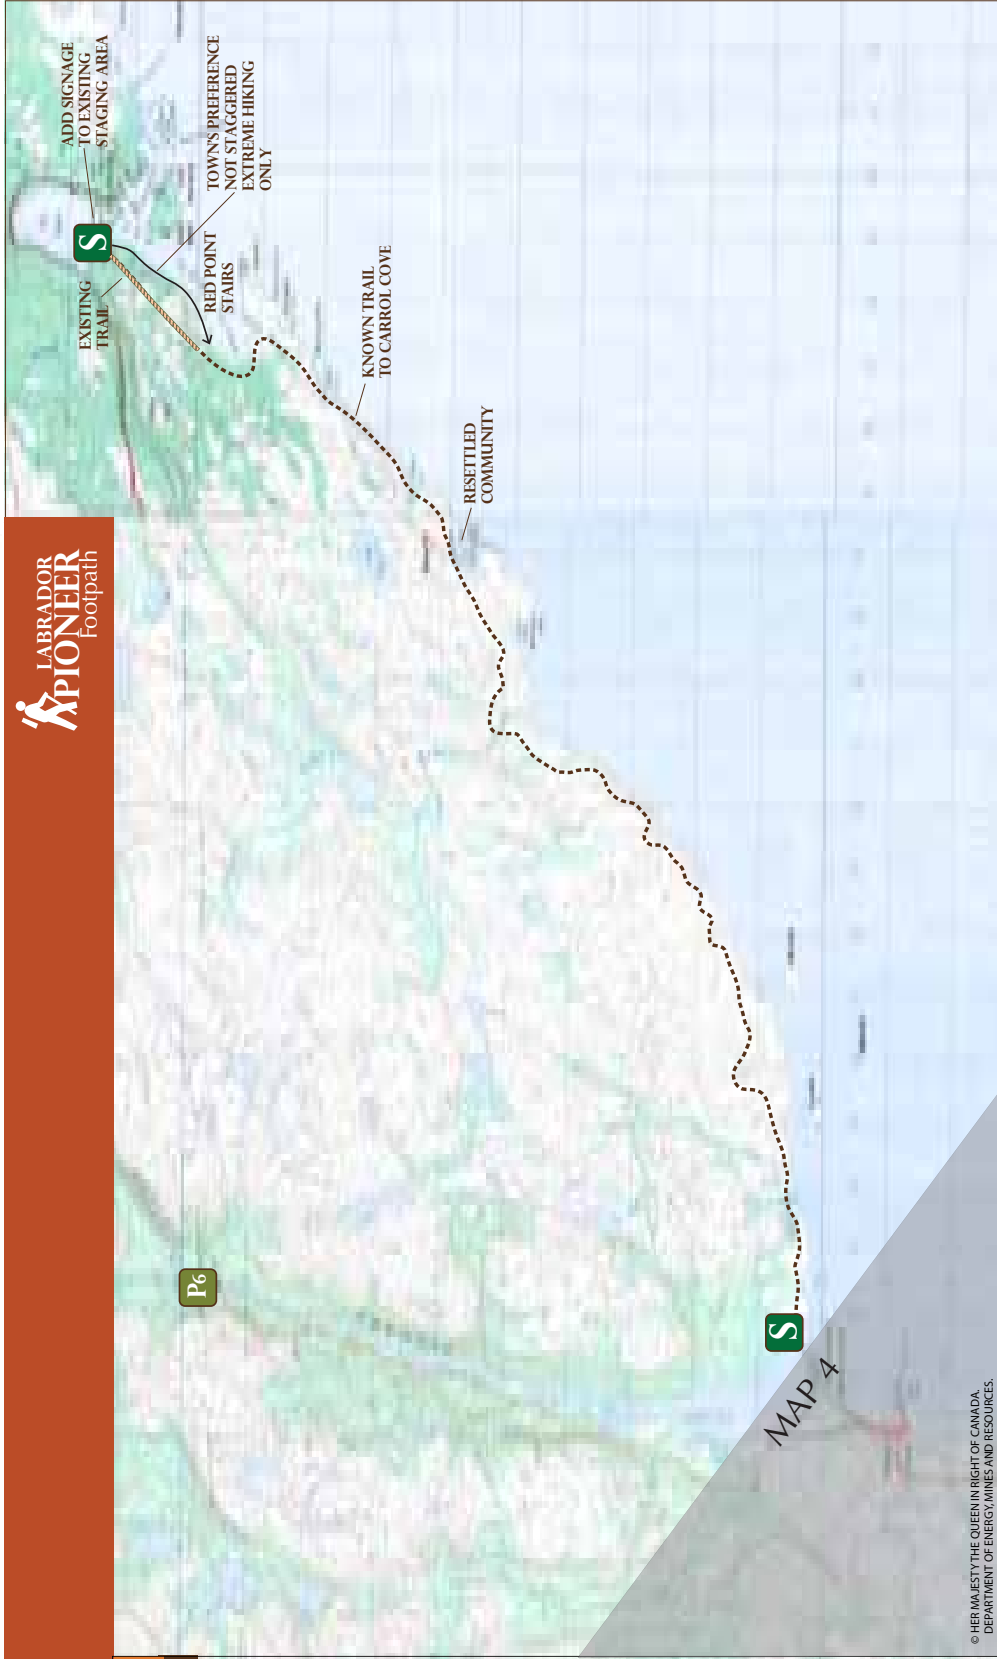 LABRADOR
PIONEER
Footpath
P6
S
MAP 4
RESETTLED
COMMUNITY
KNOWN TRAIL
TO CARROL COVE
EXISTING
TRAIL
RED POINT
STAIRS
S
TOWN'S PREFERENCE
NOT STAGGERED
EXTREME HIKING
ONLY
ADD SIGNAGE
TO EXISTING
STAGING AREA
© HER MAJESTY THE QUEEN IN RIGHT OF CANADA.
DEPARTMENT OF ENERGY, MINES AND RESOURCES.